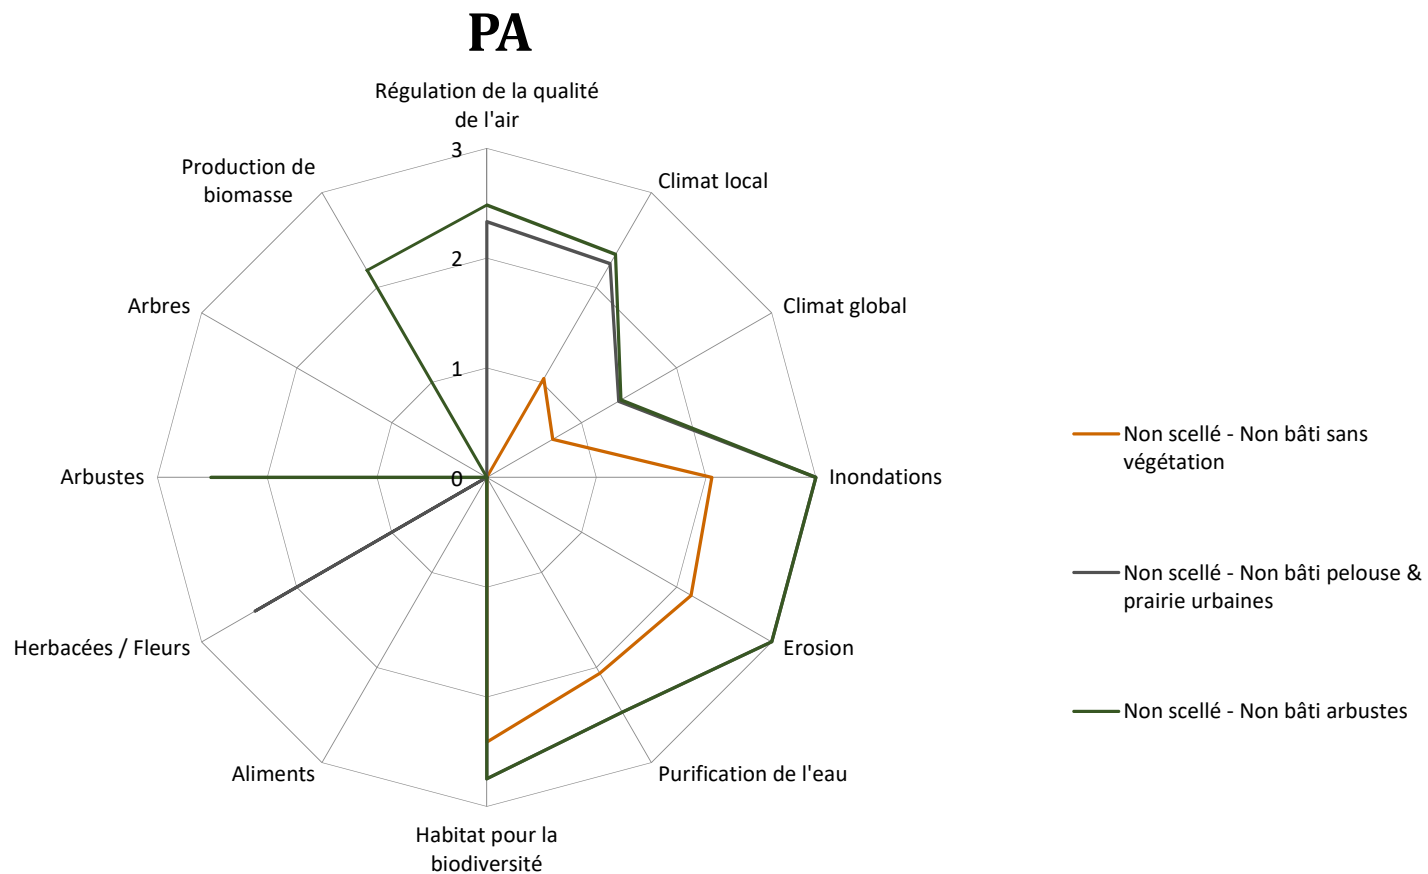 PA
Régulation de la qualité
de l'air
Production de
biomasse
Climat local
Arbres
Climat global
Arbustes
Inondations
Herbacées / Fleurs
Erosion
Aliments
Purification de l'eau
Habitat pour la
biodiversité
3
2
1
0
Non scellé - Non bâti sans
végétation
Non scellé - Non bâti pelouse &
prairie urbaines
Non scellé - Non bâti arbustes